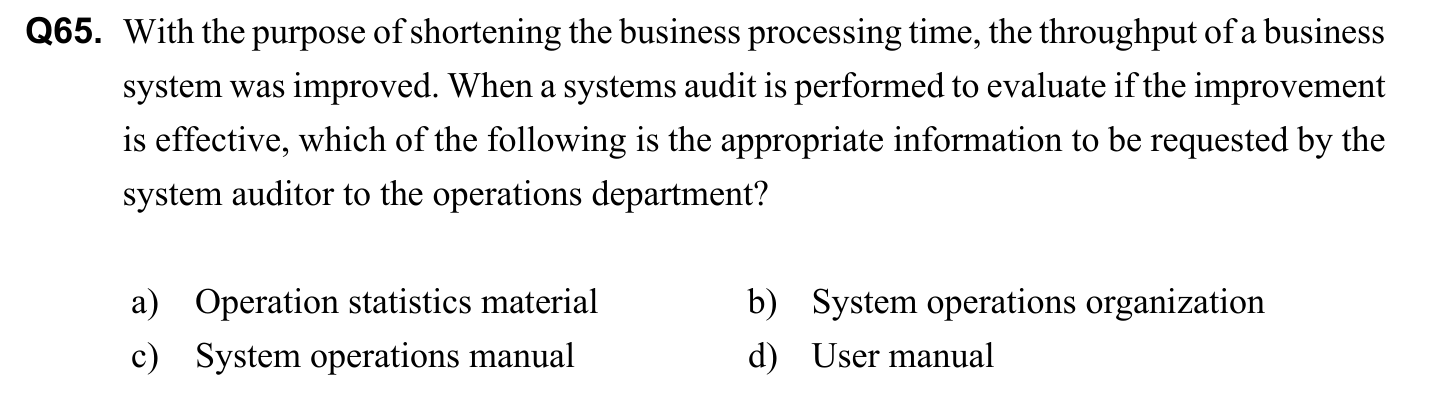 Q65. With the purpose of shortening the business processing time, the throughput of a business
system was improved. When a systems audit is performed to evaluate if the improvement
is effective, which of the following is the appropriate information to be requested by the
system auditor to the operations department?
a) Operation statistics material b) System operations organization
c) System operations manual d) User manual